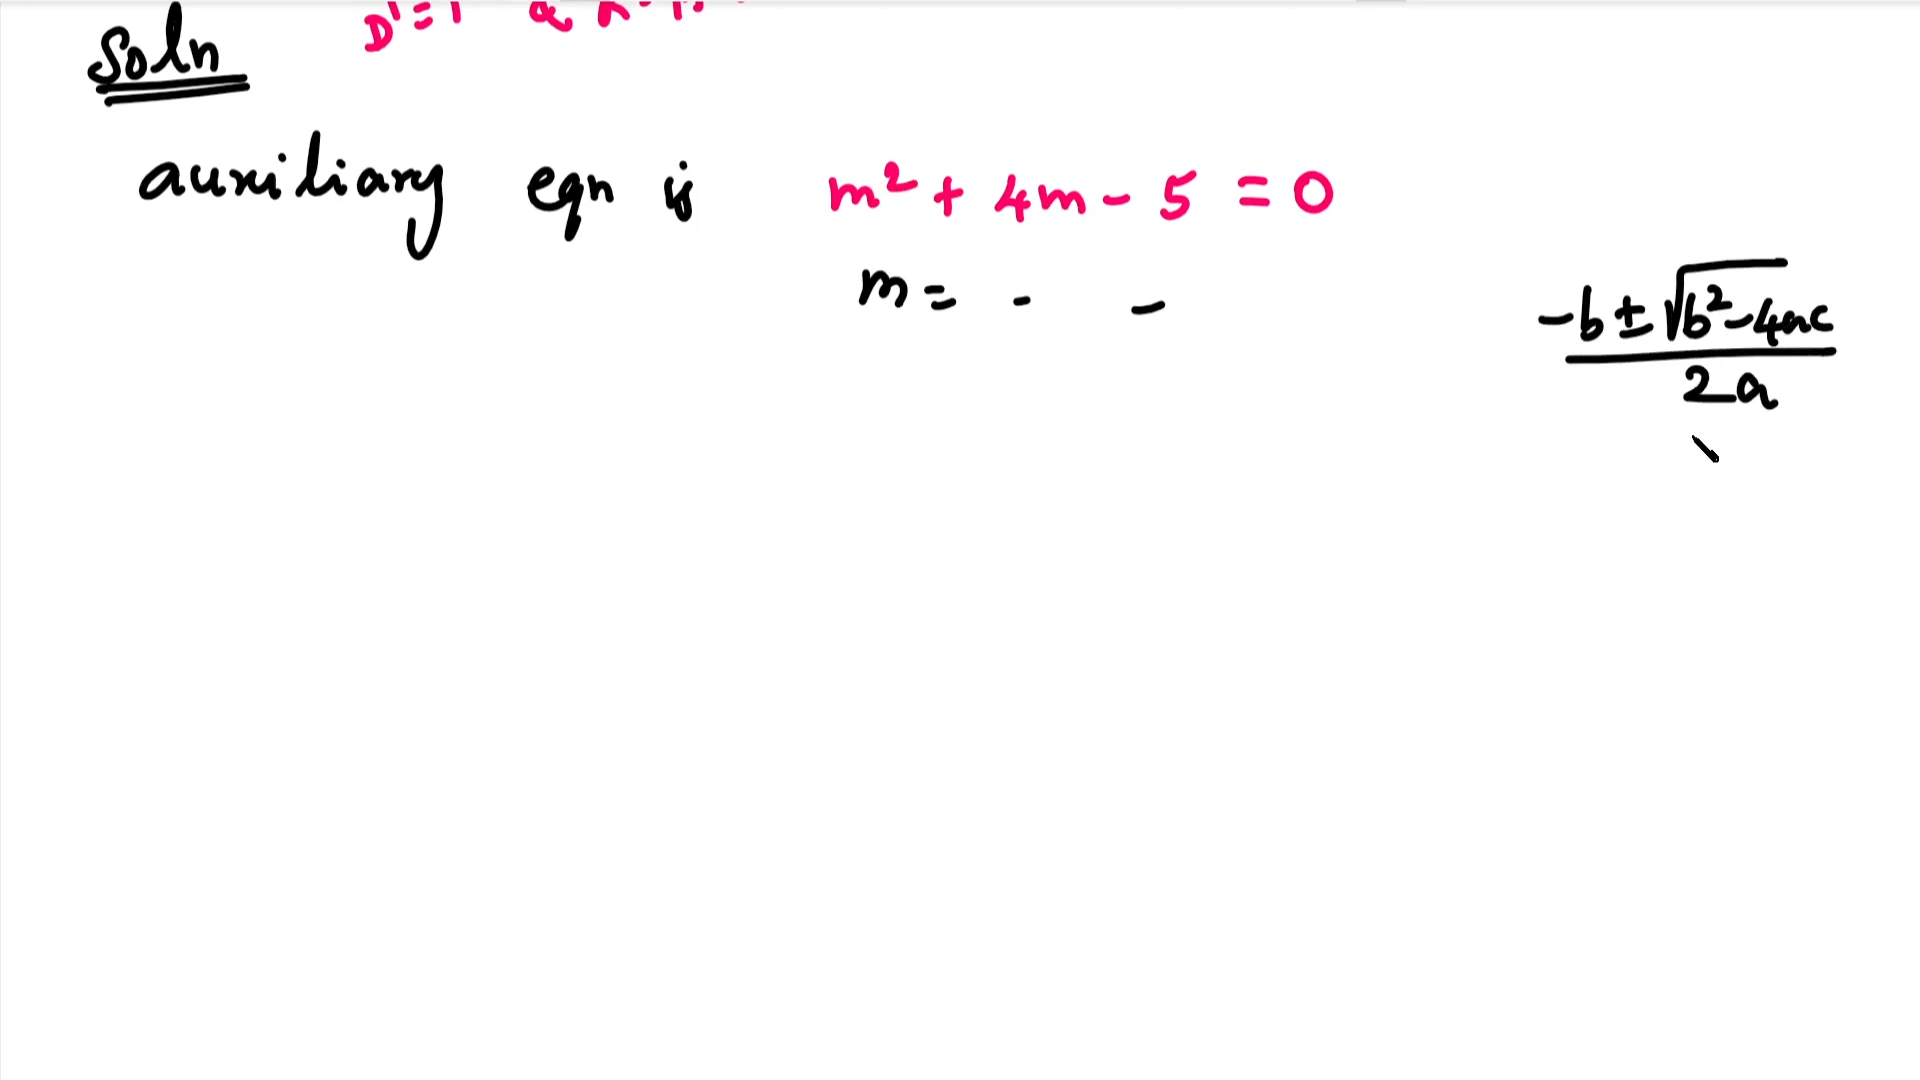 Soln
auxiliary eqn is m² + 4m - 5 = 0
m = - -
-b ± √b²-4ac
2a